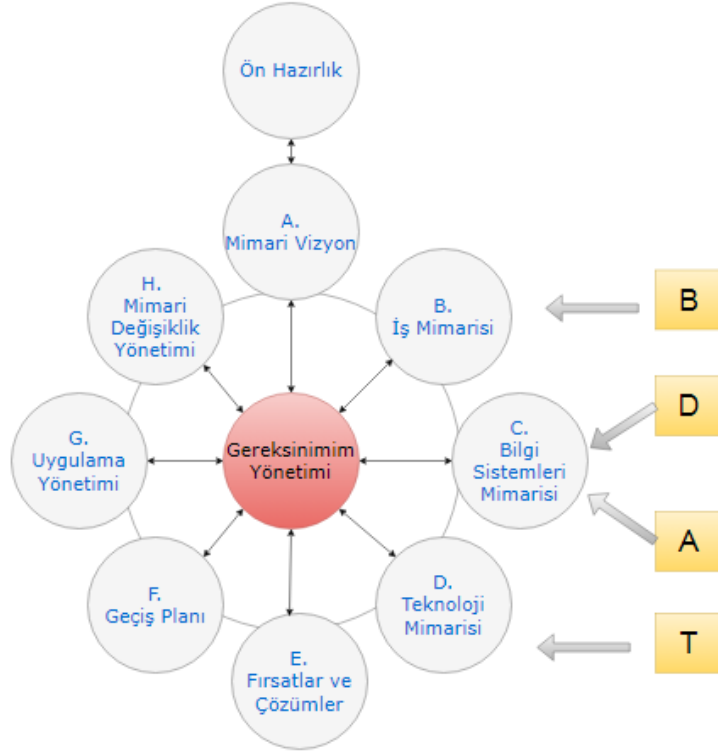 Ön Hazırlık
A.
Mimari Vizyon
H.
Mimari
Değişiklik
Yönetimi
B.
İş Mimarisi
B
G.
Uygulama
Yönetimi
Gereksinimim
Yönetimi
C.
Bilgi
Sistemleri
Mimarisi
D
A
F.
Geçiş Planı
D.
Teknoloji
Mimarisi
T
E.
Fırsatlar ve
Çözümler